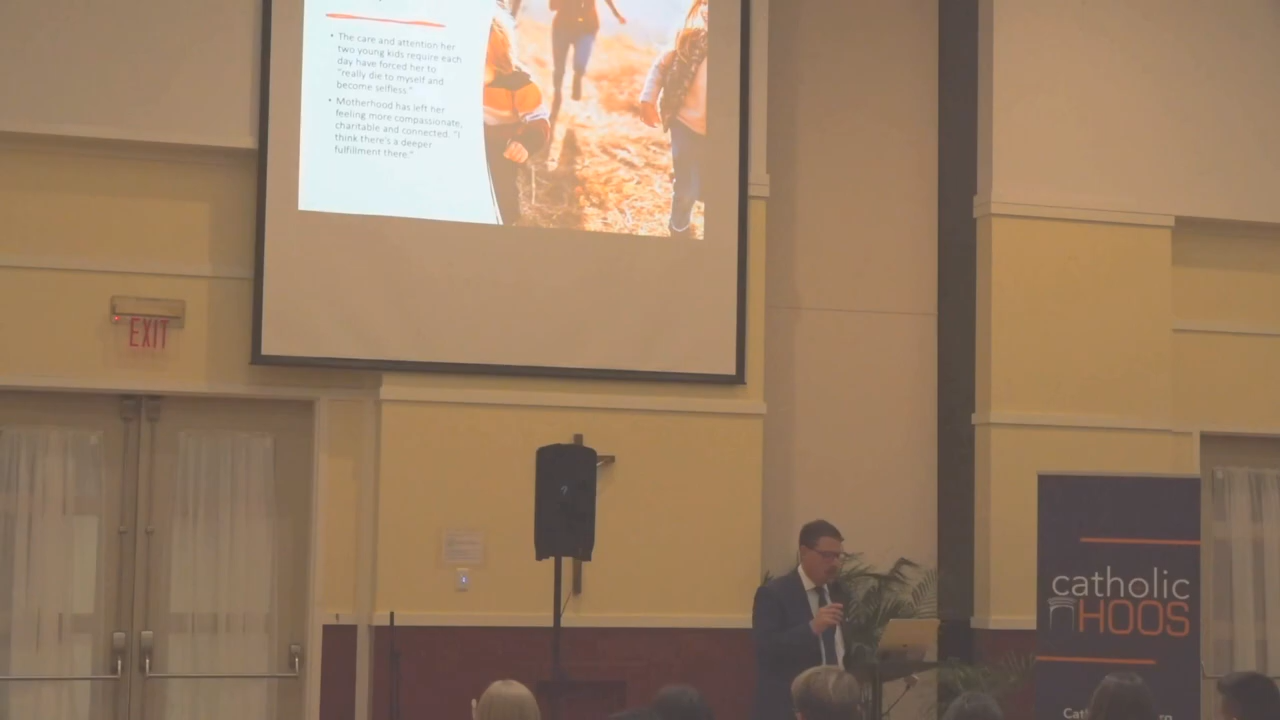 • The care and attention her
two young kids require each
day have forced her to
"really die to myself and
become selfless."
• Motherhood has left her
feeling more compassionate,
charitable and connected. "I
think there's a deeper
fulfillment there."
EXIT
catholic
HOOS